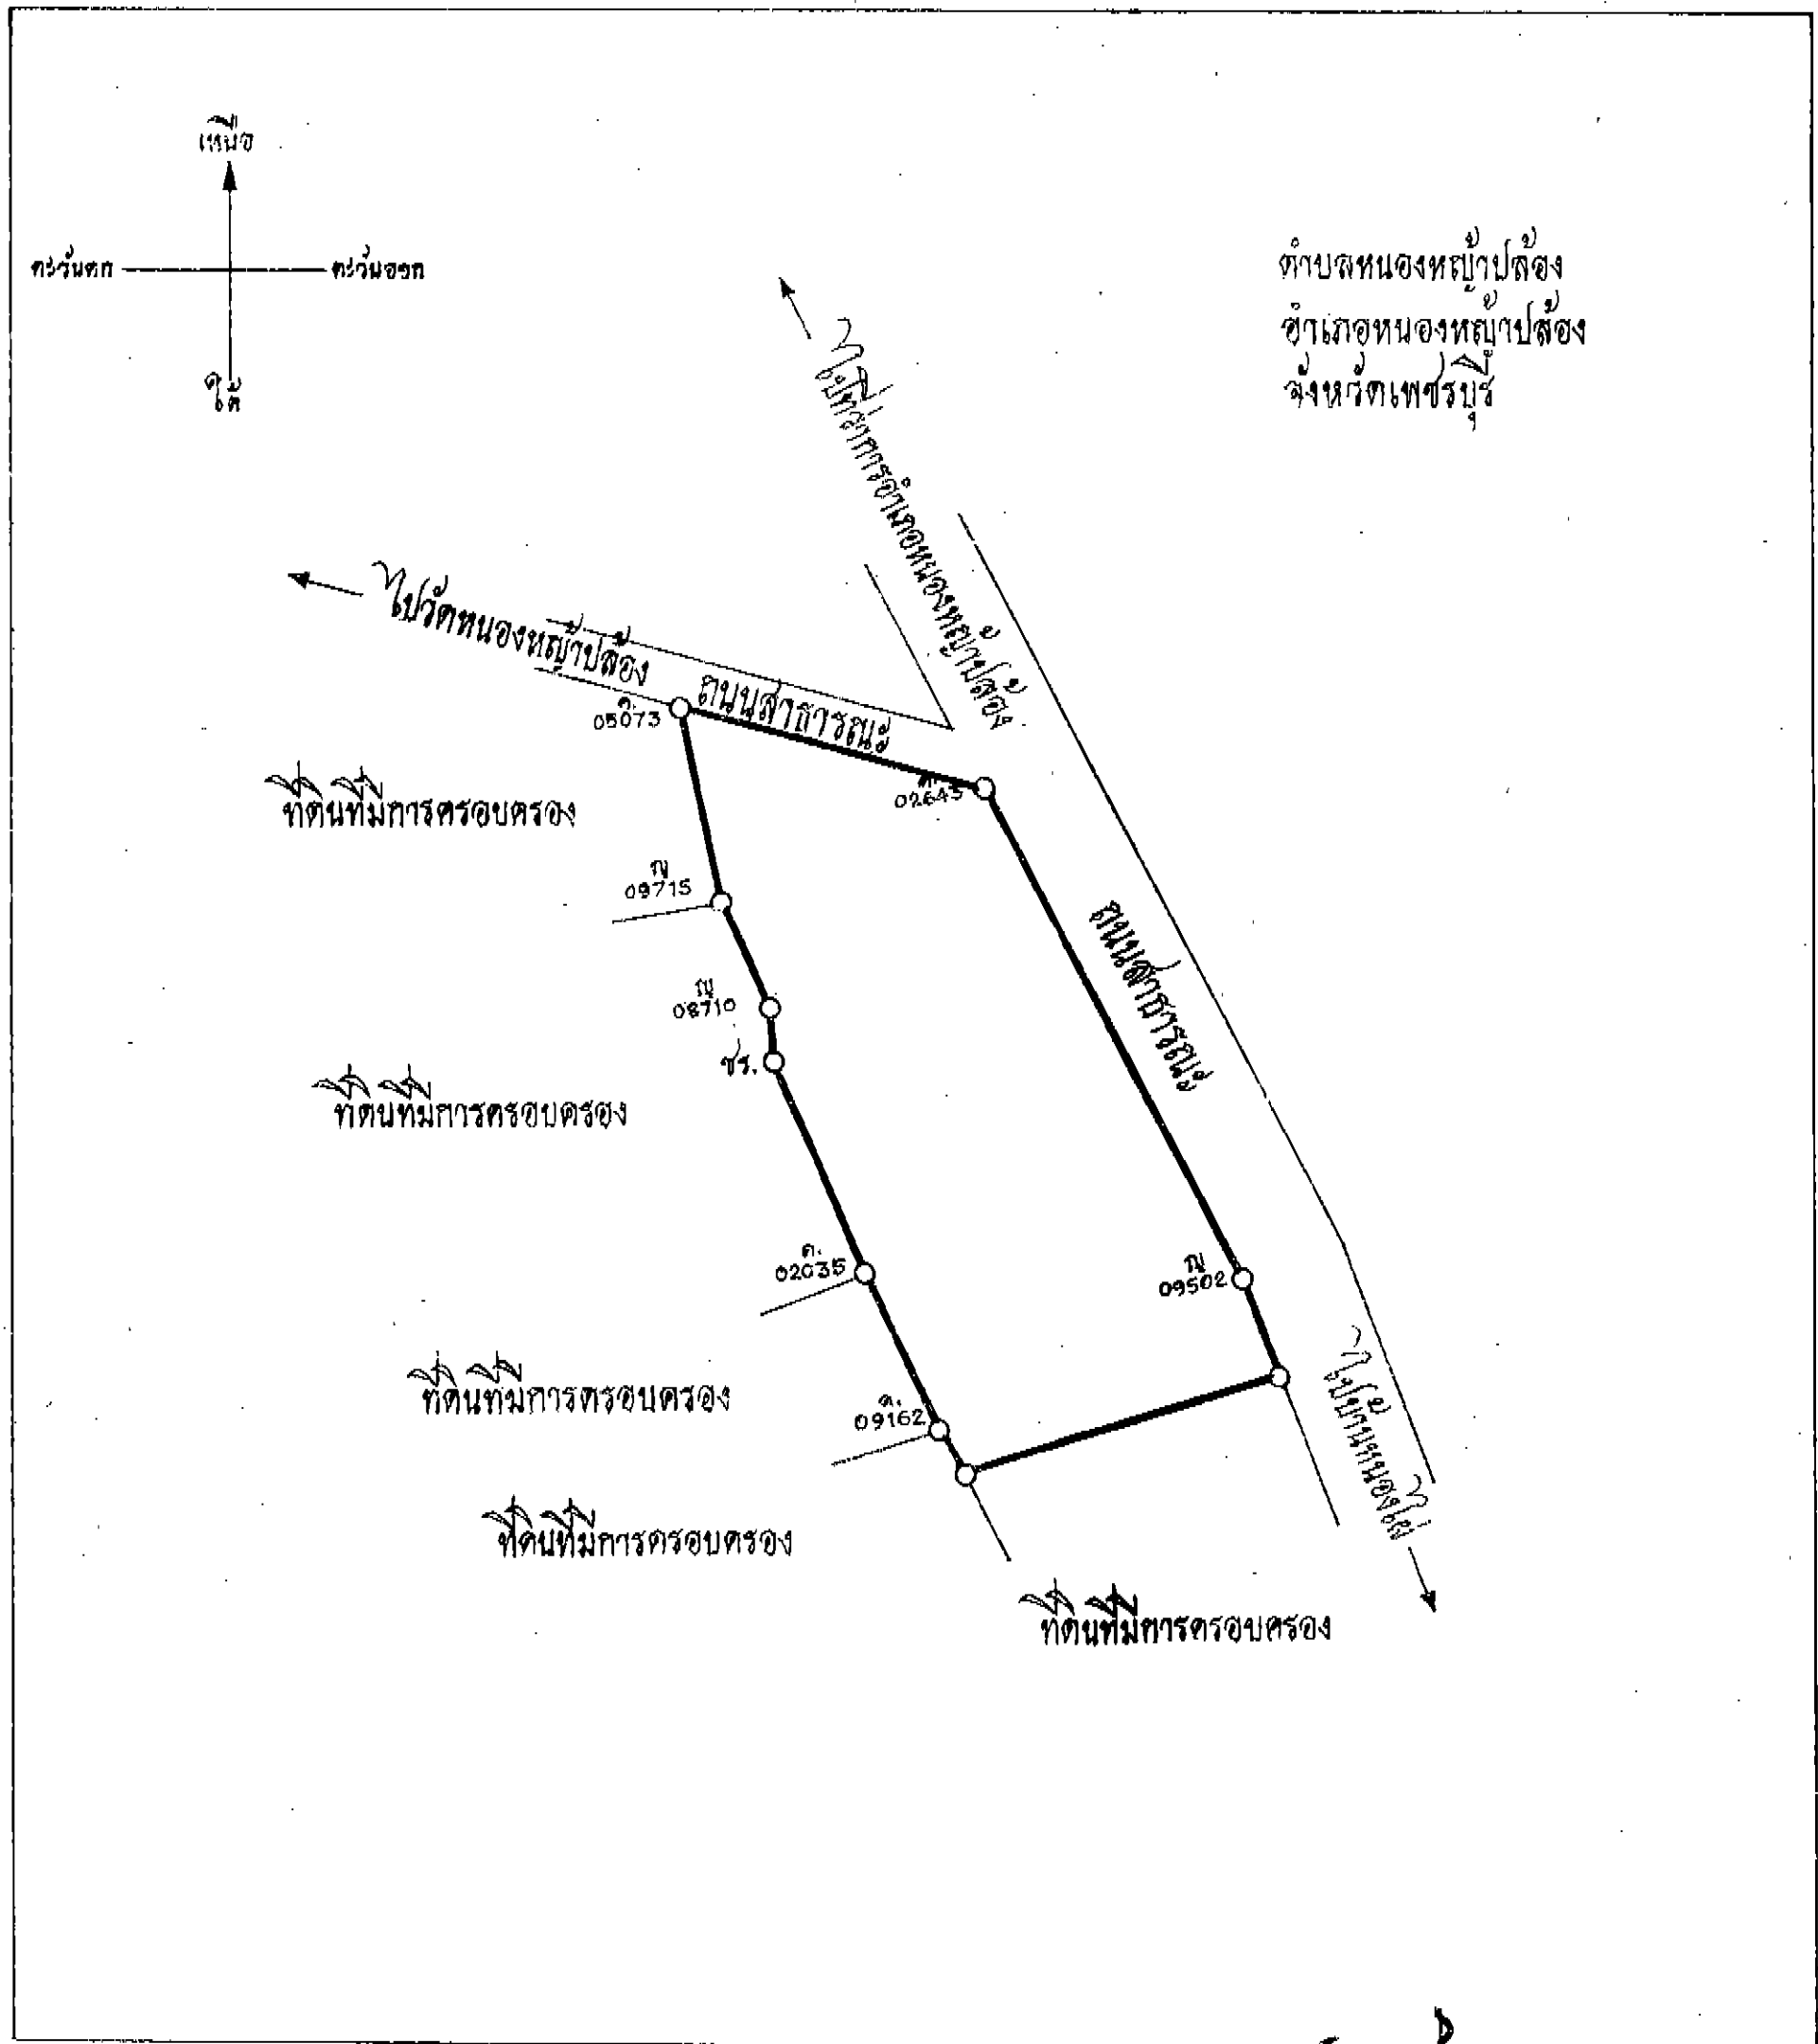 เหนือ
ตะวันตก
ตะวันออก
ใต้
ตำบลหนองหญ้าปล้อง
อำเภอหนองหญ้าปล้อง
จังหวัดเพชรบุรี
ไปที่ว่าการอำเภอหนองหญ้าปล้อง
ไปวัดหนองหญ้าปล้อง
ถนนสาธารณะ
05073
02645
ที่ดินที่มีการครอบครอง
ณ
09715
ถนนสาธารณะ
ณ
08710
ชร.
ที่ดินที่มีการครอบครอง
ค.
02035
ณ
09502
ที่ดินที่มีการครอบครอง
ค.
09162
ไปบ้านหนองไผ่
ที่ดินที่มีการครอบครอง
ที่ดินที่มีการครอบครอง